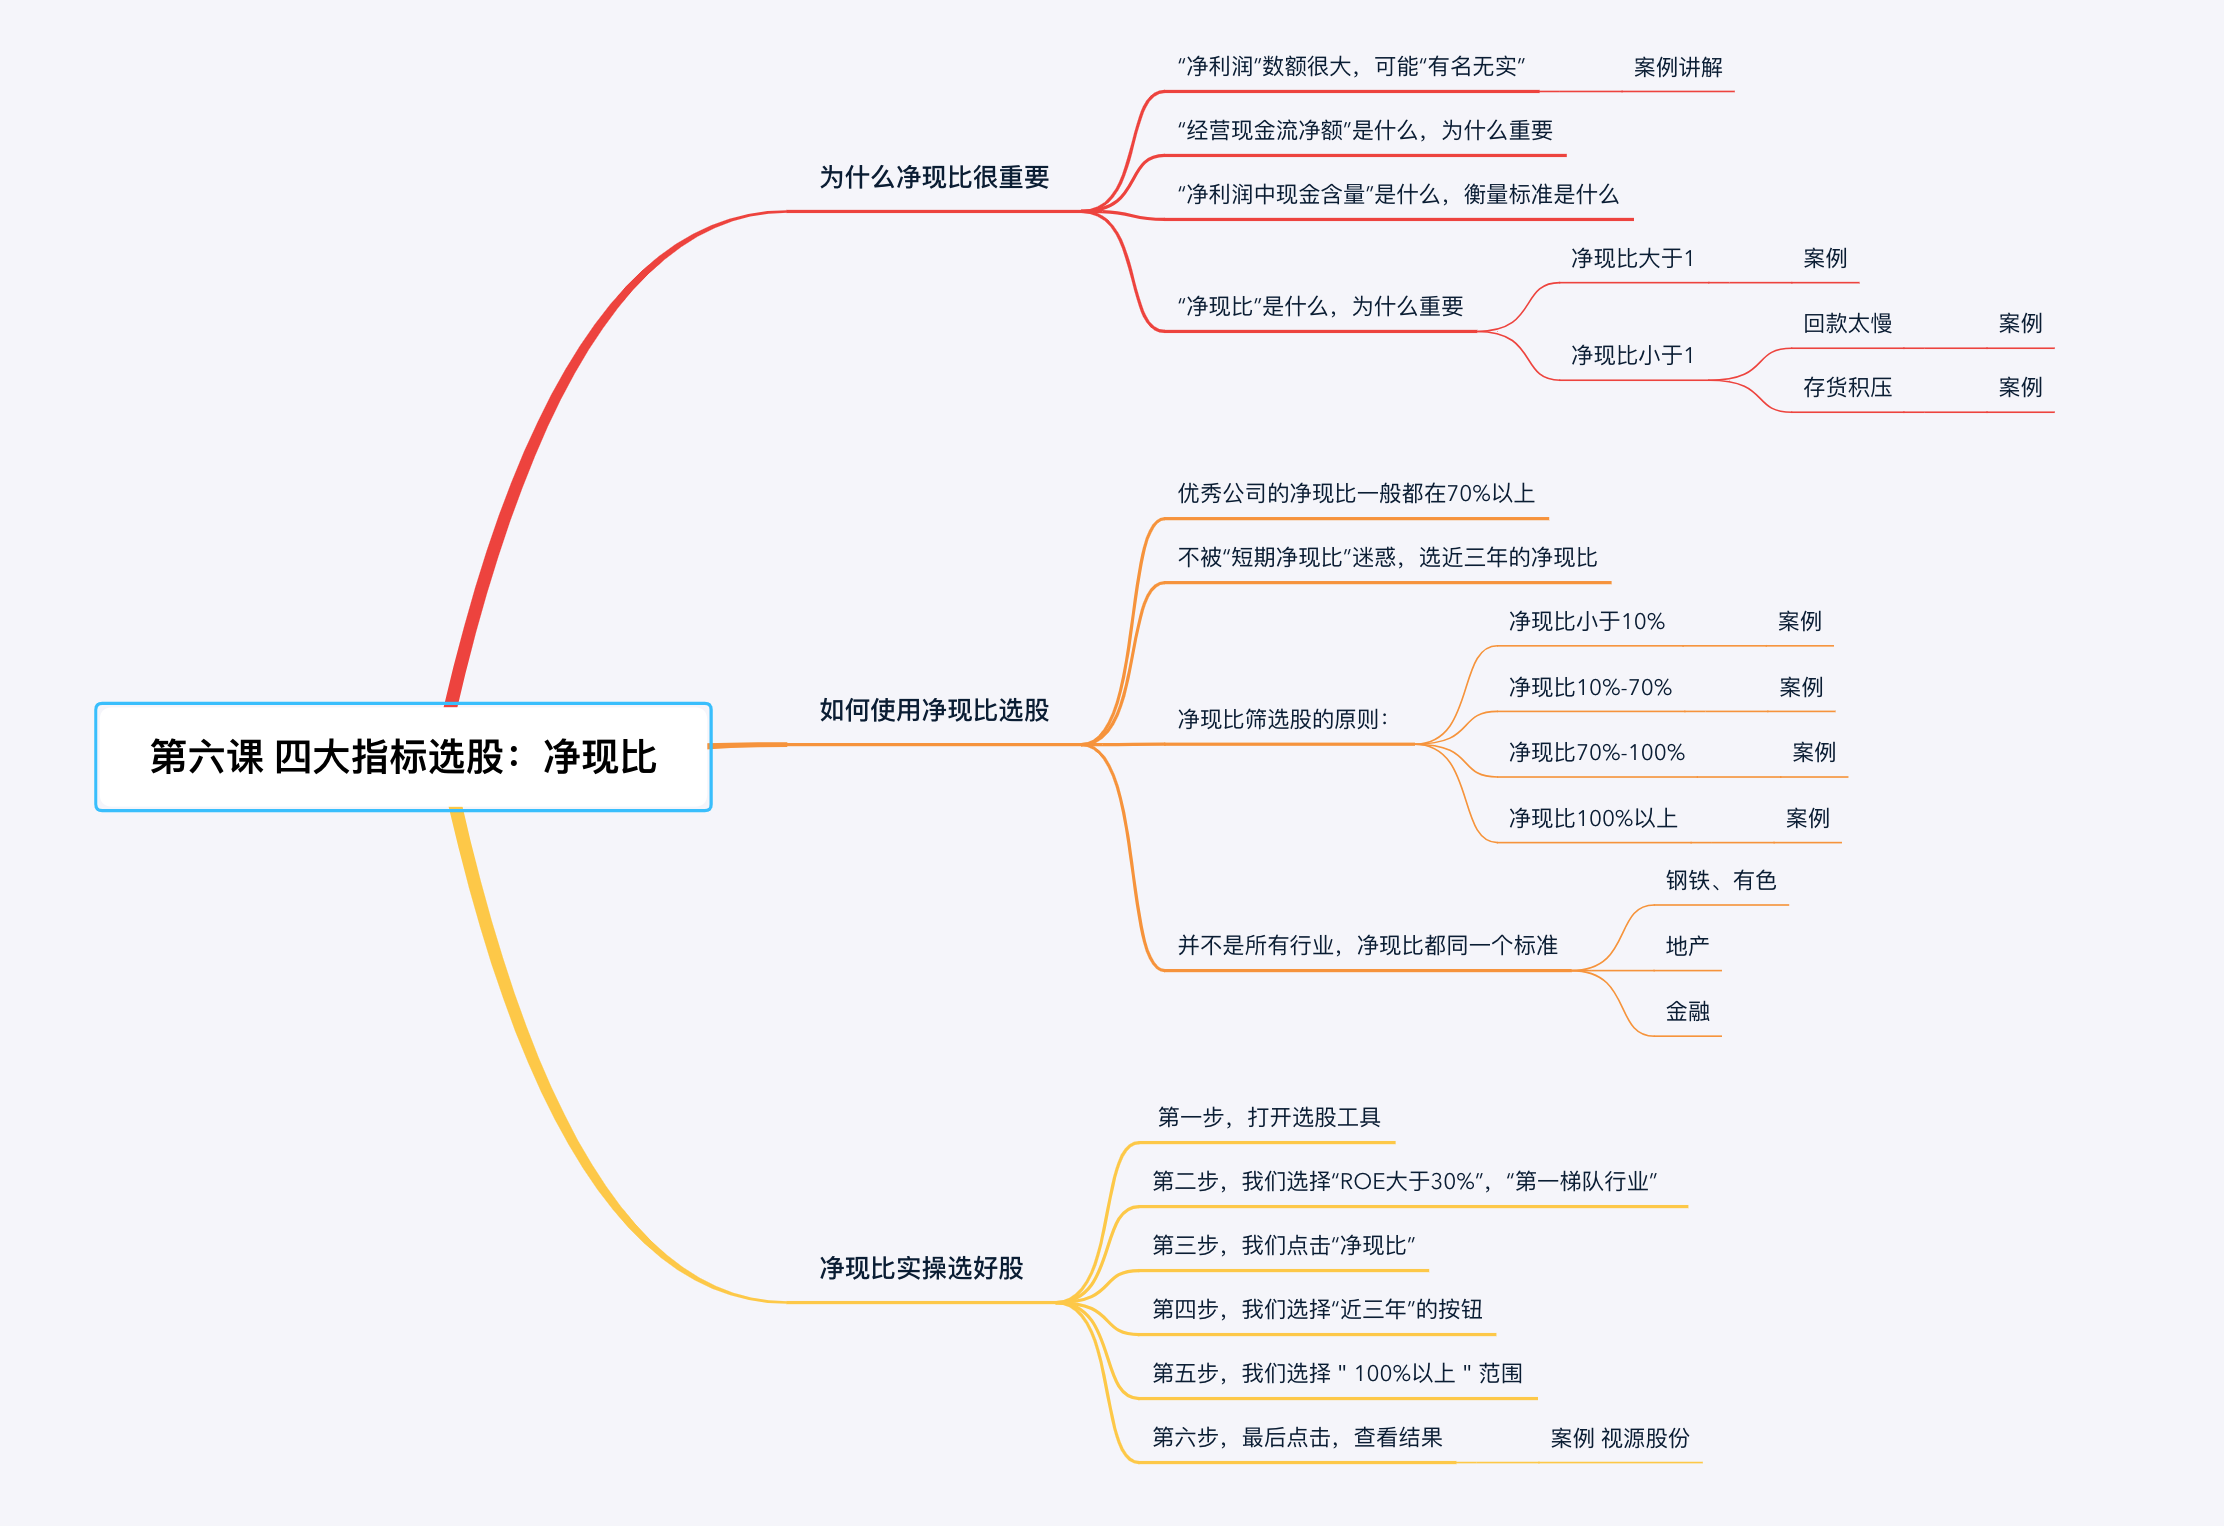 第六课 四大指标选股：净现比
为什么净现比很重要
“净利润”数额很大，可能“有名无实”
案例讲解
“经营现金流净额”是什么，为什么重要
“净利润中现金含量”是什么，衡量标准是什么
“净现比”是什么，为什么重要
净现比大于1
案例
净现比小于1
回款太慢
案例
存货积压
案例
如何使用净现比选股
优秀公司的净现比一般都在70%以上
不被“短期净现比”迷惑，选近三年的净现比
净现比筛选股的原则：
净现比小于10%
案例
净现比10%-70%
案例
净现比70%-100%
案例
净现比100%以上
案例
并不是所有行业，净现比都同一个标准
钢铁、有色
地产
金融
净现比实操选好股
第一步，打开选股工具
第二步，我们选择“ROE大于30%”，“第一梯队行业”
第三步，我们点击“净现比”
第四步，我们选择“近三年”的按钮
第五步，我们选择 " 100%以上 " 范围
第六步，最后点击，查看结果
案例 视源股份